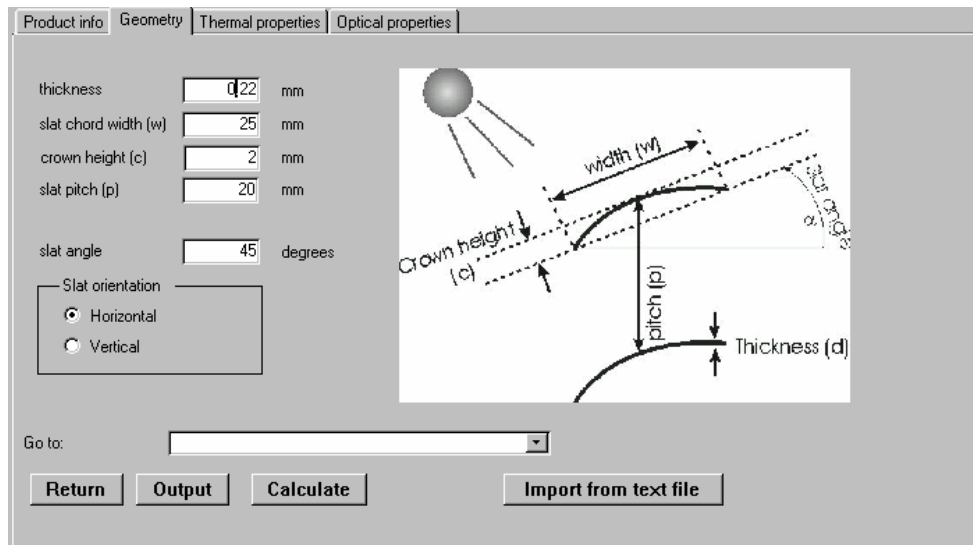 Product info Geometry Thermal properties Optical properties
thickness 0.22 mm
slat chord width (w) 25 mm
crown height (c) 2 mm
slat pitch (p) 20 mm
slat angle 45 degrees
Slat orientation
Horizontal
Vertical
width (w)
Crown height
(c)
slat angle
α
pitch (p)
Thickness (d)
Go to:
Return Output Calculate Import from text file